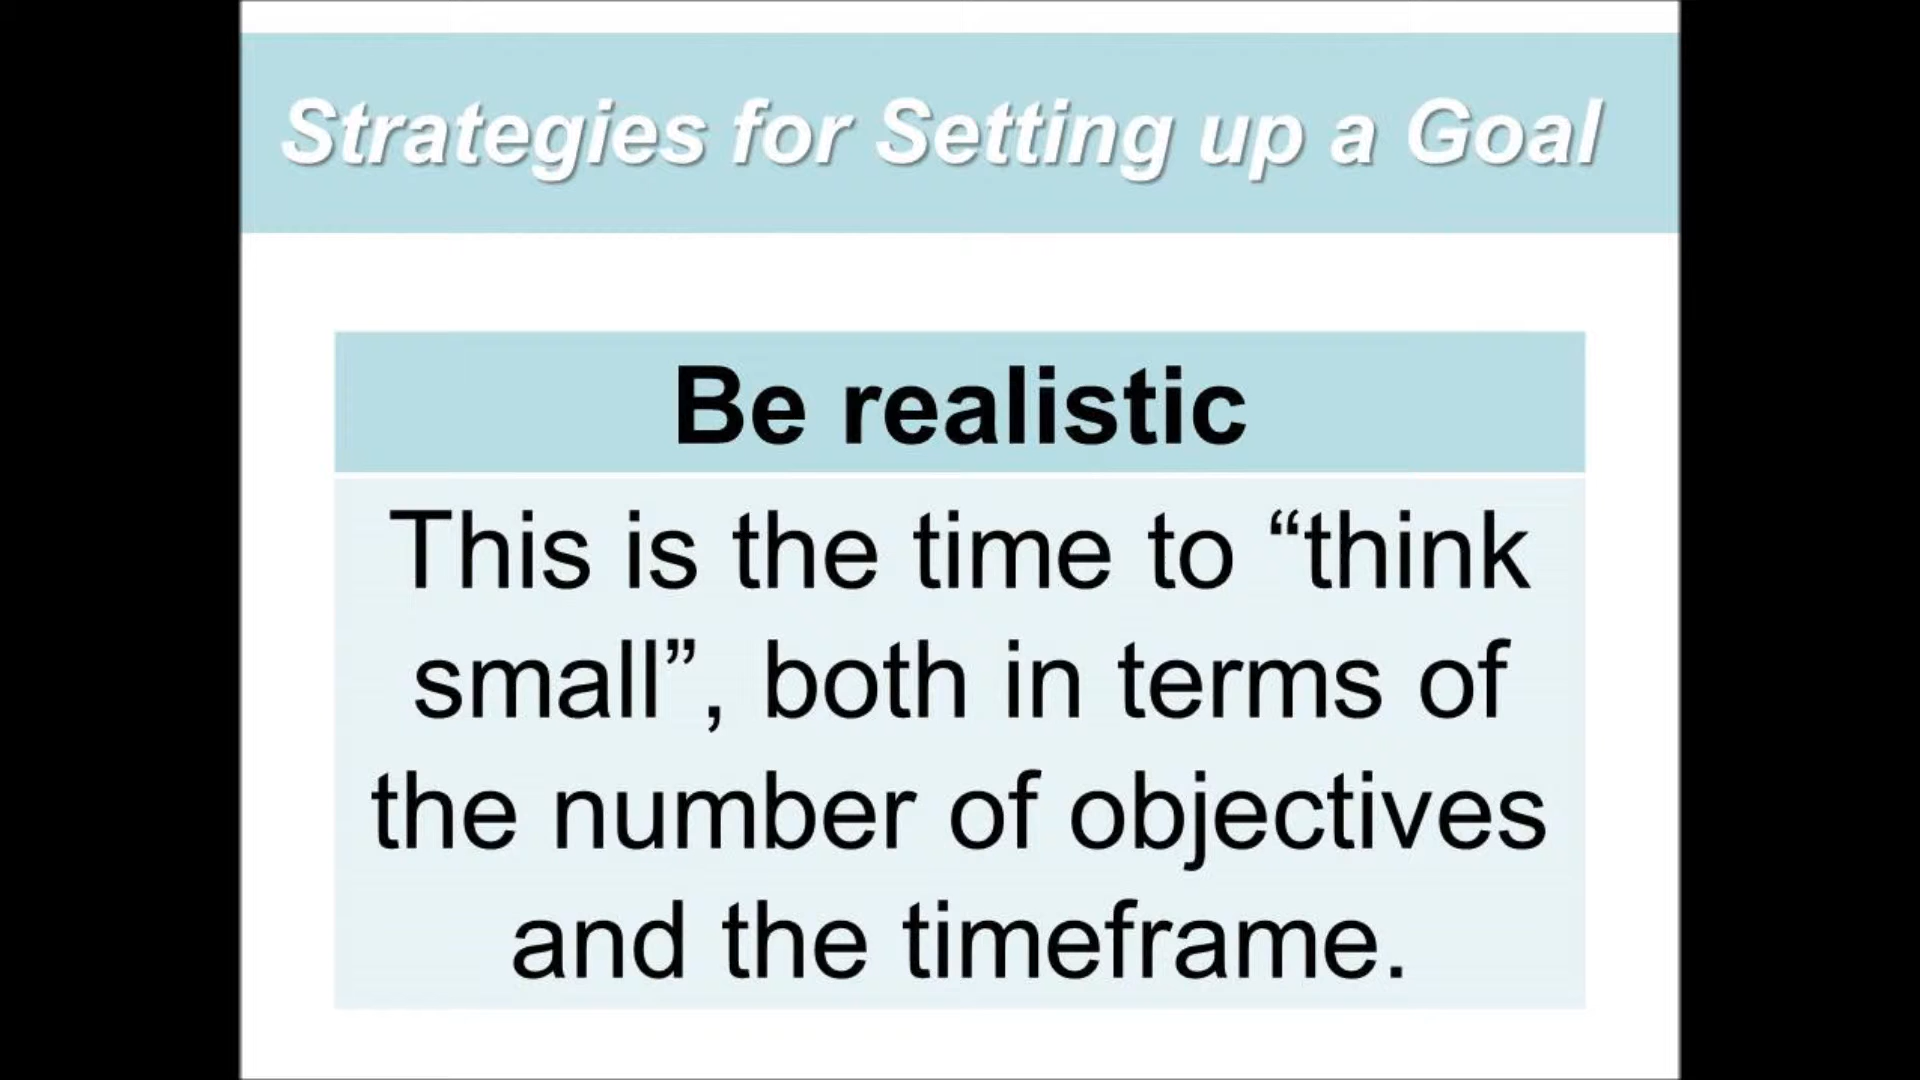 Strategies for Setting up a Goal
Be realistic
This is the time to “think
small”, both in terms of
the number of objectives
and the timeframe.